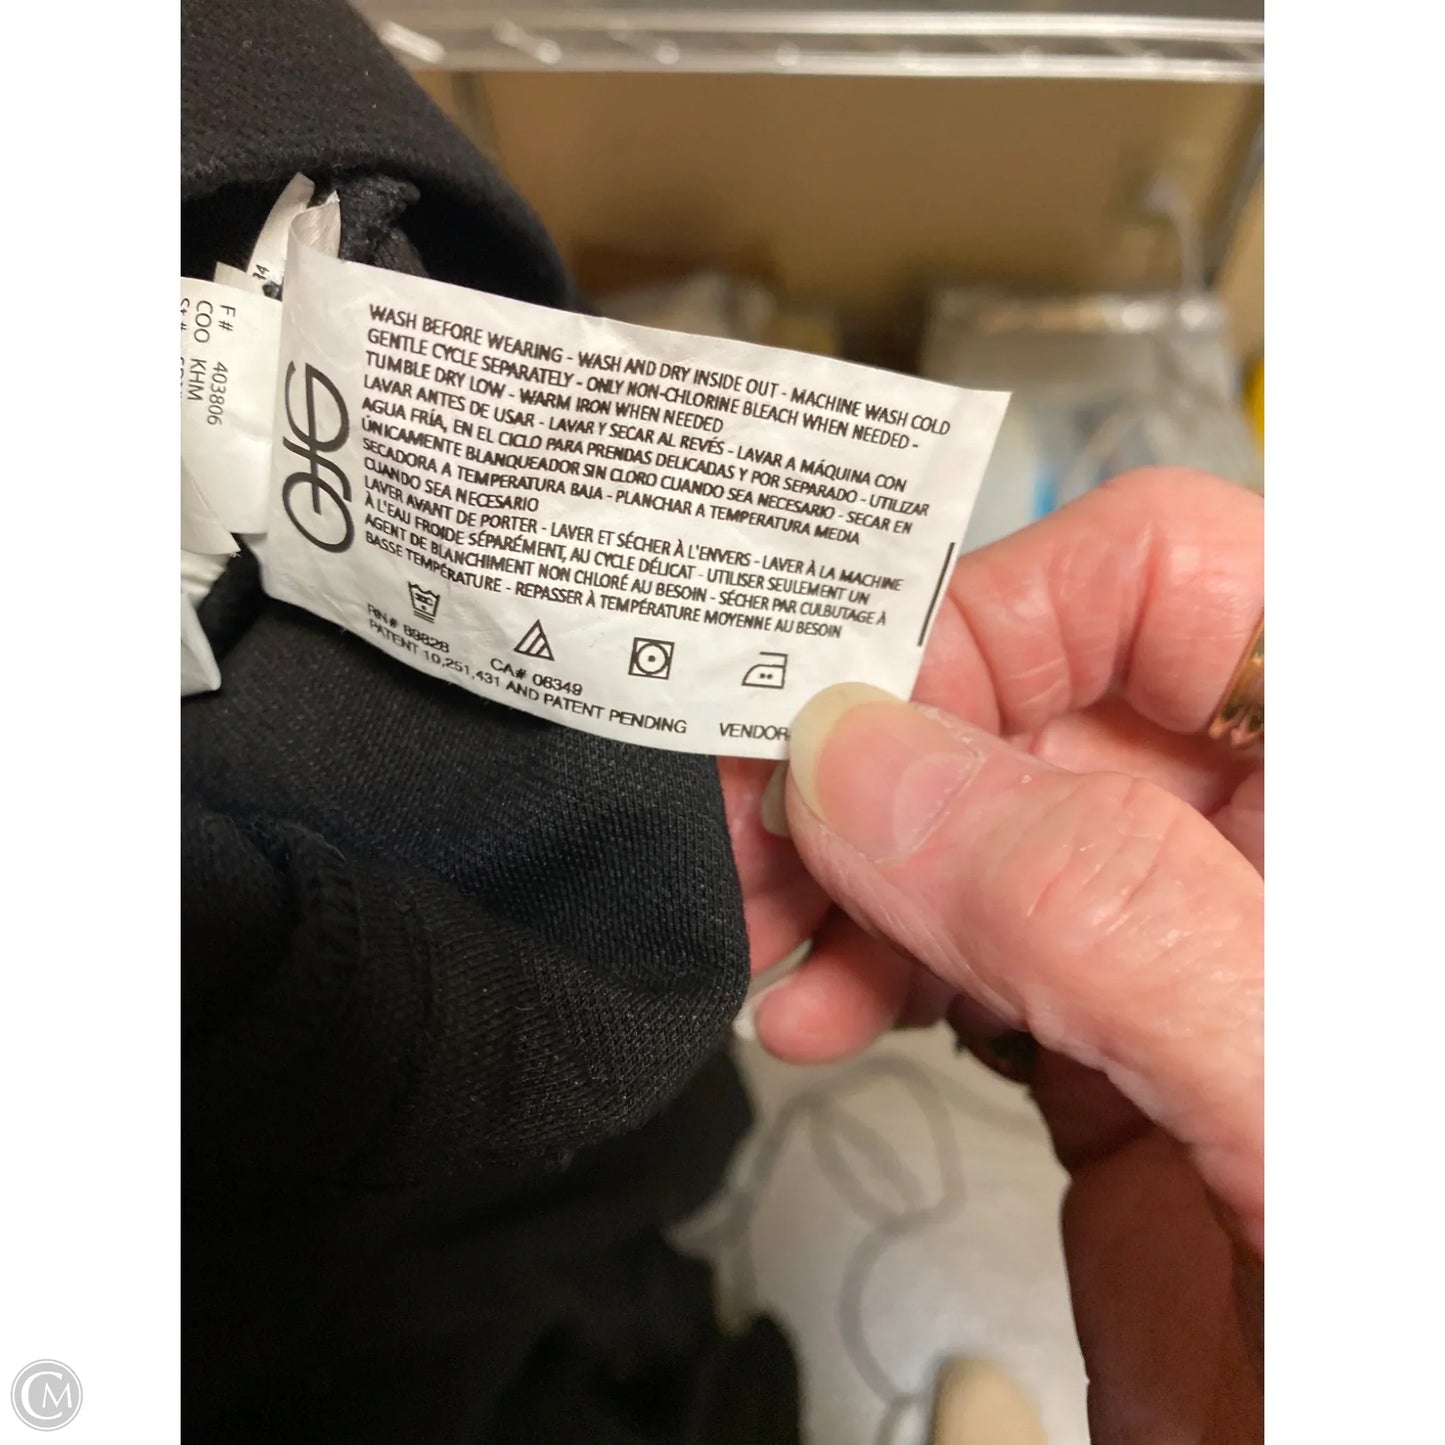 WASH BEFORE WEARING - WASH AND DRY INSIDE OUT - MACHINE WASH COLD
GENTLE CYCLE SEPARATELY - ONLY NON-CHLORINE BLEACH WHEN NEEDED -
TUMBLE DRY LOW - WARM IRON WHEN NEEDED
LAVAR ANTES DE USAR - LAVAR Y SECAR AL REVÉS - LAVAR A MÁQUINA CON
AGUA FRÍA, EN EL CICLO PARA PRENDAS DELICADAS Y POR SEPARADO - UTILIZAR
ÚNICAMENTE BLANQUEADOR SIN CLORO CUANDO SEA NECESARIO - SECAR EN
SECADORA A TEMPERATURA BAJA - PLANCHAR A TEMPERATURA MEDIA
CUANDO SEA NECESARIO
LAVER AVANT DE PORTER - LAVER ET SÉCHER À L'ENVERS - LAVER À LA MACHINE
À L'EAU FROIDE SÉPARÉMENT, AU CYCLE DÉLICAT - UTILISER SEULEMENT UN
AGENT DE BLANCHIMENT NON CHLORÉ AU BESOIN - SÉCHER PAR CULBUTAGE À
BASSE TEMPÉRATURE - REPASSER À TEMPÉRATURE MOYENNE AU BESOIN
RN# 89828 CA# 06349
PATENT 10,251,431 AND PATENT PENDING VENDOR
F# 403806
COO KHM
CM